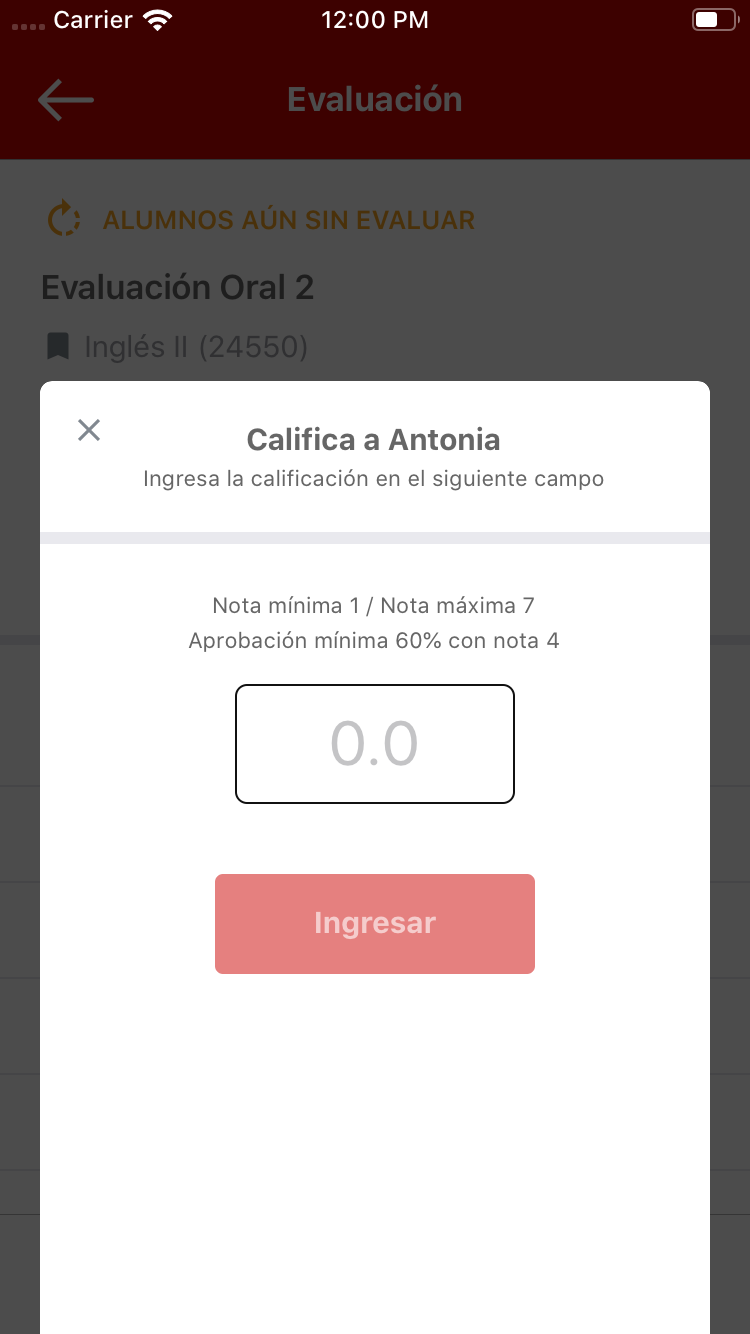 Carrier 12:00 PM
Evaluación
ALUMNOS AÚN SIN EVALUAR
Evaluación Oral 2
Inglés II (24550)
Califica a Antonia
Ingresa la calificación en el siguiente campo
Nota mínima 1 / Nota máxima 7
Aprobación mínima 60% con nota 4
0.0
Ingresar